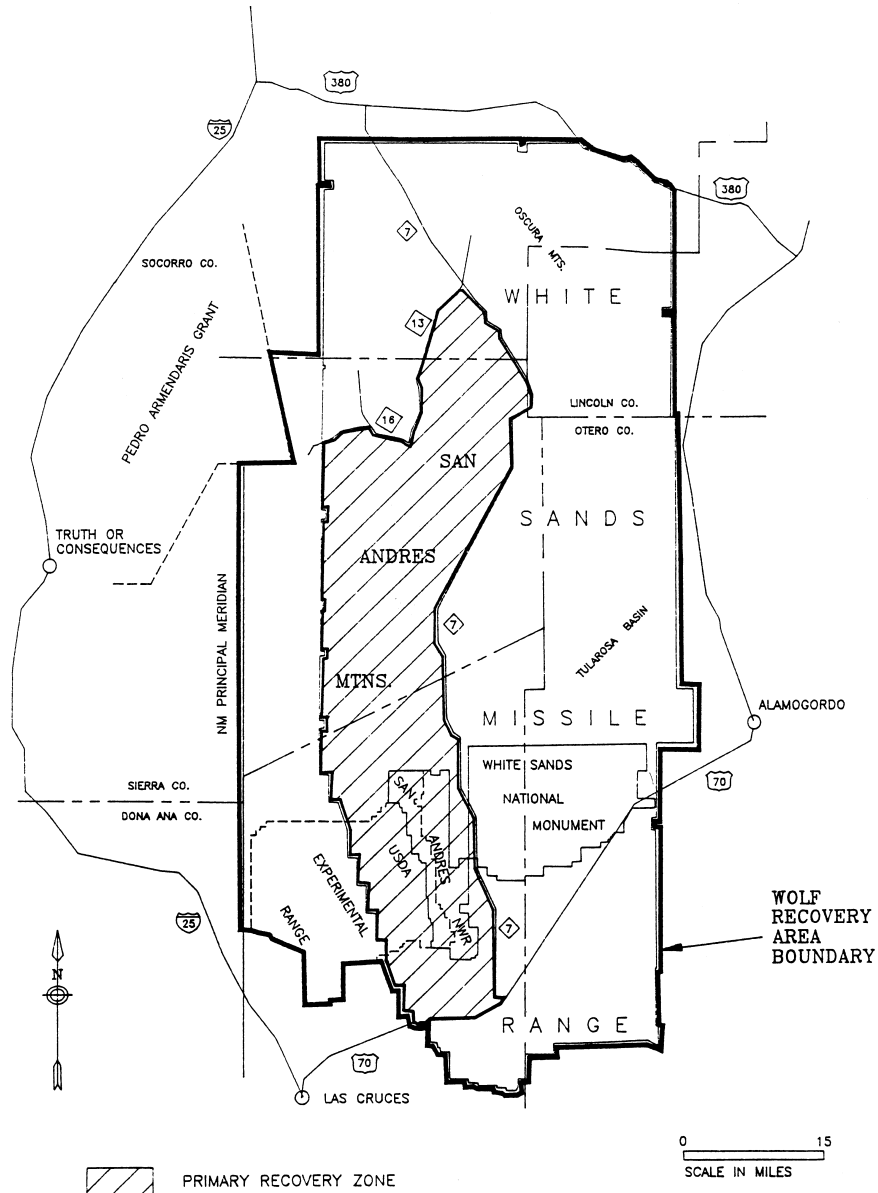 380
25
380
OSCURA
MTS.
7
SOCORRO CO.
WHITE
13
PEDRO ARMENDARIS GRANT
LINCOLN CO.
16
OTERO CO.
SAN
SANDS
TRUTH OR
CONSEQUENCES
ANDRES
7
NM PRINCIPAL MERIDIAN
TULAROSA BASIN
MTNS.
ALAMOGORDO
MISSILE
WHITE SANDS
70
SIERRA CO.
SAN
NATIONAL
DONA ANA CO.
MONUMENT
ANDRES
USDA
EXPERIMENTAL
RANGE
NWR
WOLF
RECOVERY
AREA
BOUNDARY
25
7
N
RANGE
70
LAS CRUCES
0 15
SCALE IN MILES
PRIMARY RECOVERY ZONE